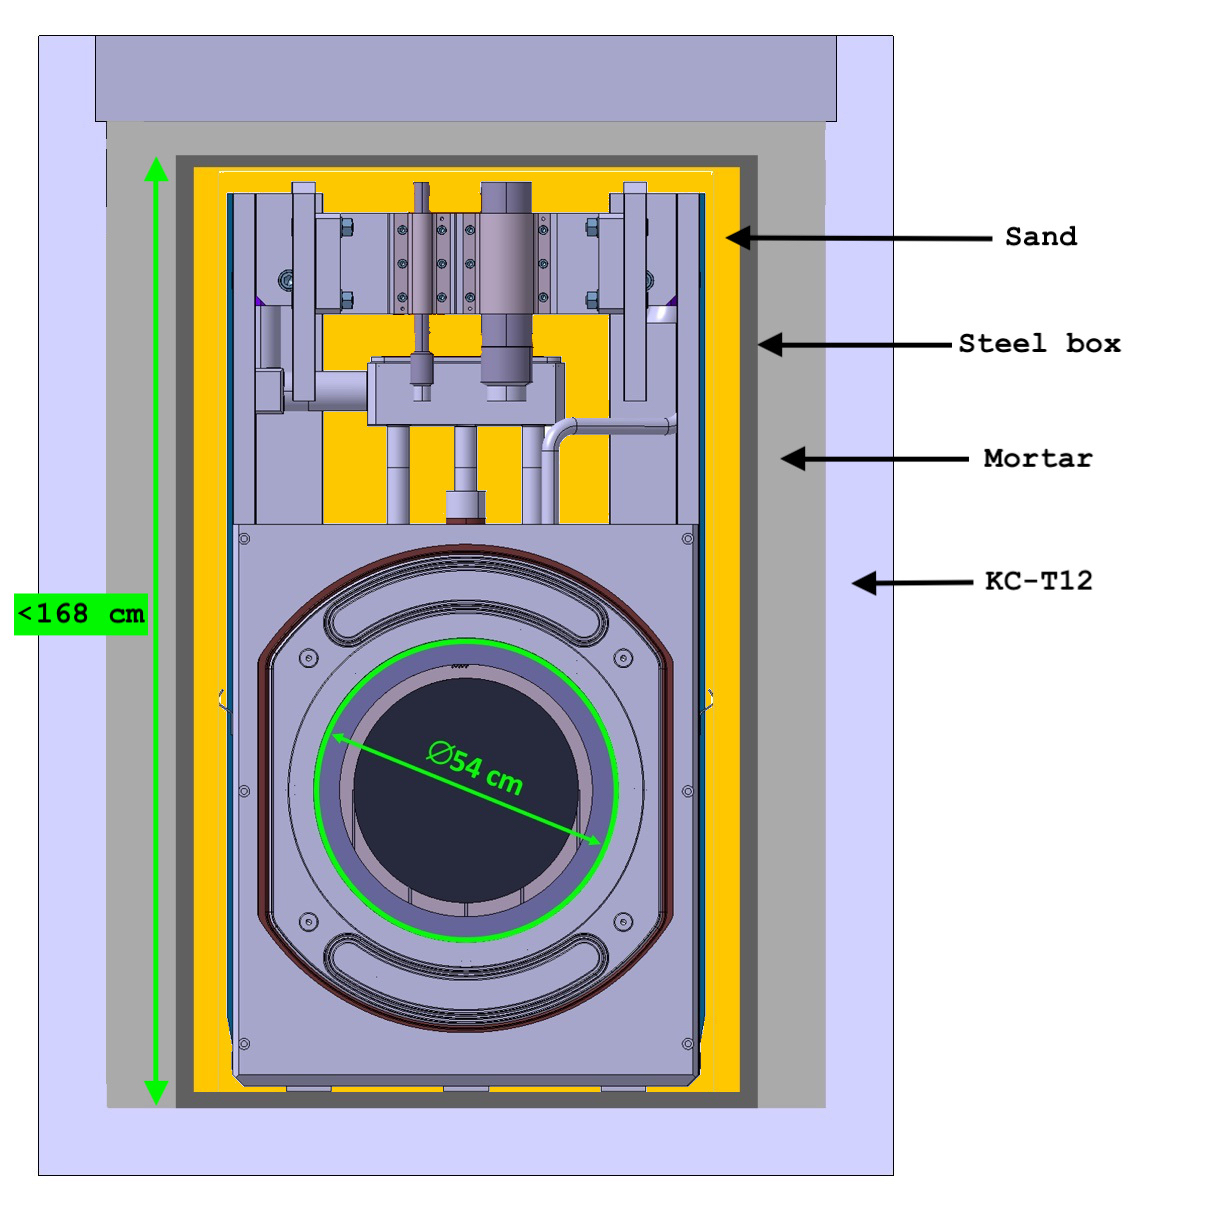 Sand
Steel box
Mortar
KC-T12
<168 cm
∅54 cm